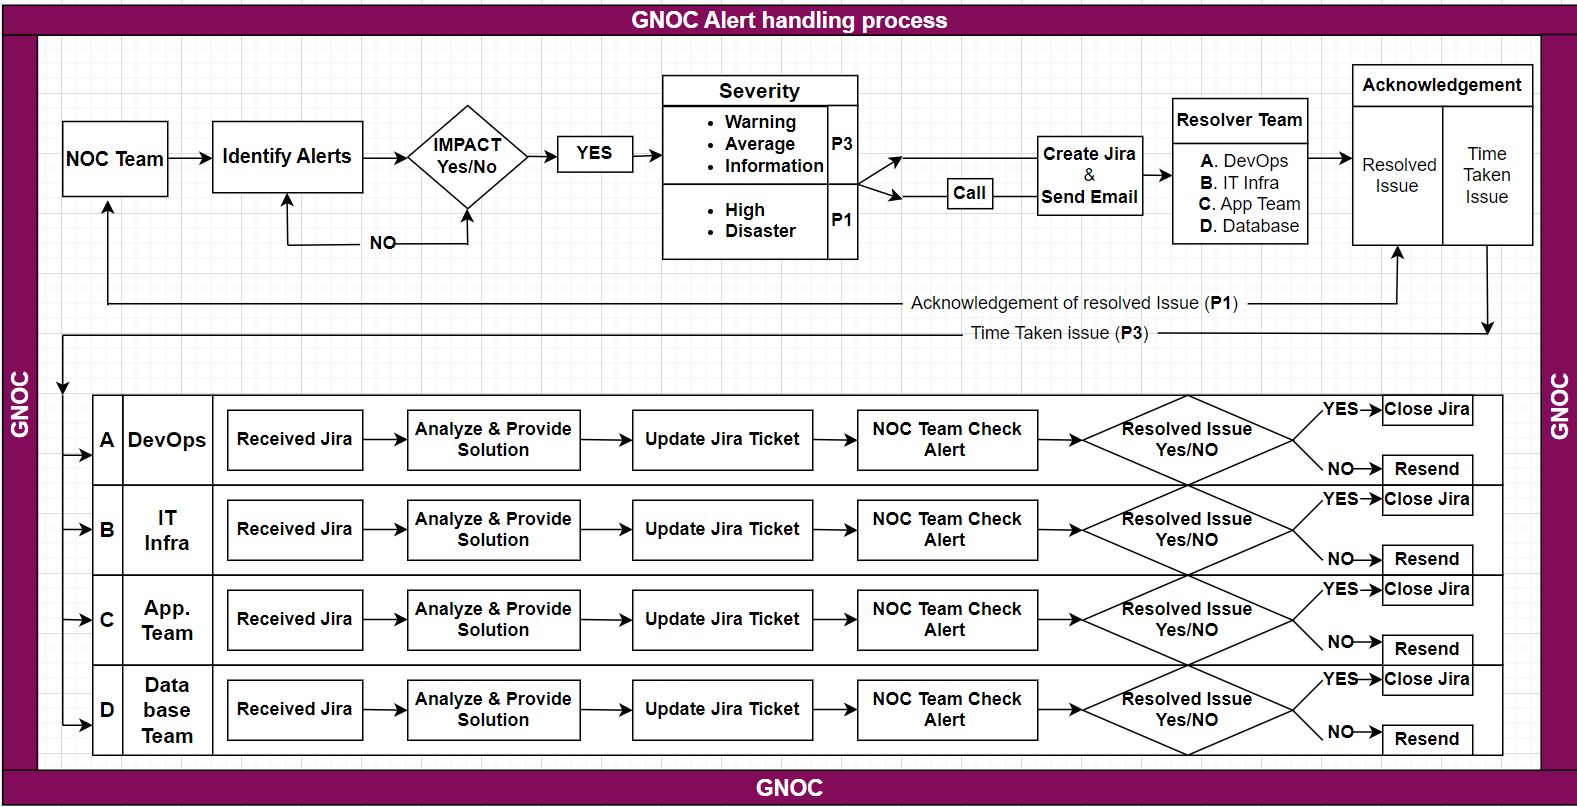 GNOC Alert handling process
NOC Team
Identify Alerts
IMPACT
Yes/No
NO
YES
Severity
Warning
Average
Information
P3
High
Disaster
P1
Call
Create Jira
&
Send Email
Resolver Team
A. DevOps
B. IT Infra
C. App Team
D. Database
Acknowledgement
Resolved
Issue
Time
Taken
Issue
Acknowledgement of resolved Issue (P1)
Time Taken issue (P3)
GNOC
GNOC
A
DevOps
Received Jira
Analyze & Provide
Solution
Update Jira Ticket
NOC Team Check
Alert
Resolved Issue
Yes/NO
YES
Close Jira
NO
Resend
B
IT
Infra
Received Jira
Analyze & Provide
Solution
Update Jira Ticket
NOC Team Check
Alert
Resolved Issue
Yes/NO
YES
Close Jira
NO
Resend
C
App.
Team
Received Jira
Analyze & Provide
Solution
Update Jira Ticket
NOC Team Check
Alert
Resolved Issue
Yes/NO
YES
Close Jira
NO
Resend
D
Data
base
Team
Received Jira
Analyze & Provide
Solution
Update Jira Ticket
NOC Team Check
Alert
Resolved Issue
Yes/NO
YES
Close Jira
NO
Resend
GNOC